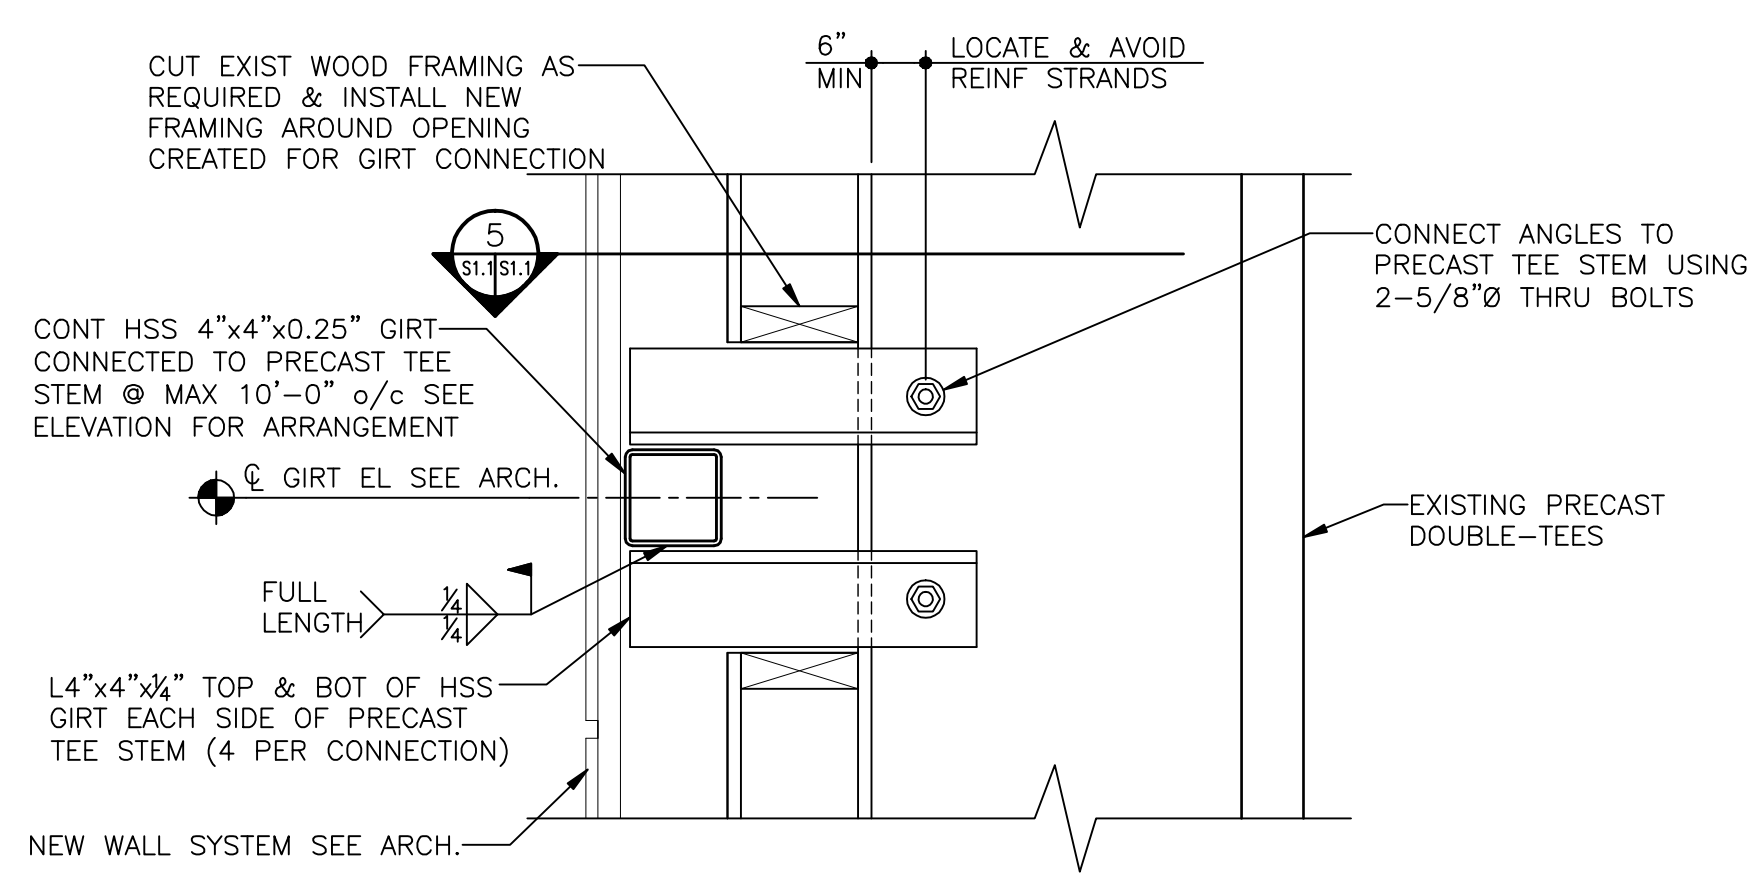 CUT EXIST WOOD FRAMING AS
REQUIRED & INSTALL NEW
FRAMING AROUND OPENING
CREATED FOR GIRT CONNECTION
6"
MIN
LOCATE & AVOID
REINF STRANDS
5
S1.1 S1.1
CONNECT ANGLES TO
PRECAST TEE STEM USING
2-5/8"Ø THRU BOLTS
CONT HSS 4"x4"x0.25" GIRT
CONNECTED TO PRECAST TEE
STEM @ MAX 10'-0" o/c SEE
ELEVATION FOR ARRANGEMENT
℄ GIRT EL SEE ARCH.
EXISTING PRECAST
DOUBLE-TEES
FULL
LENGTH
1/4
1/4
L4"x4"x1/4" TOP & BOT OF HSS
GIRT EACH SIDE OF PRECAST
TEE STEM (4 PER CONNECTION)
NEW WALL SYSTEM SEE ARCH.